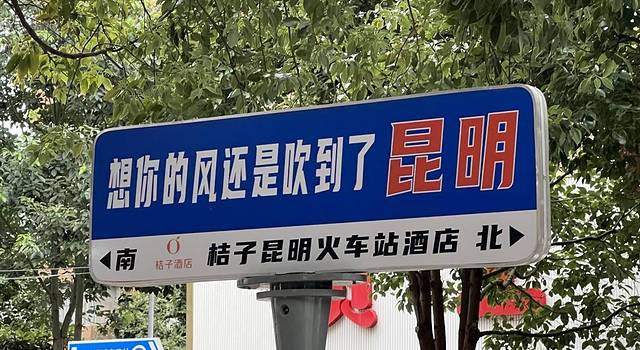 想你的风还是吹到了昆明
南 桔子酒店 桔子昆明火车站酒店 北